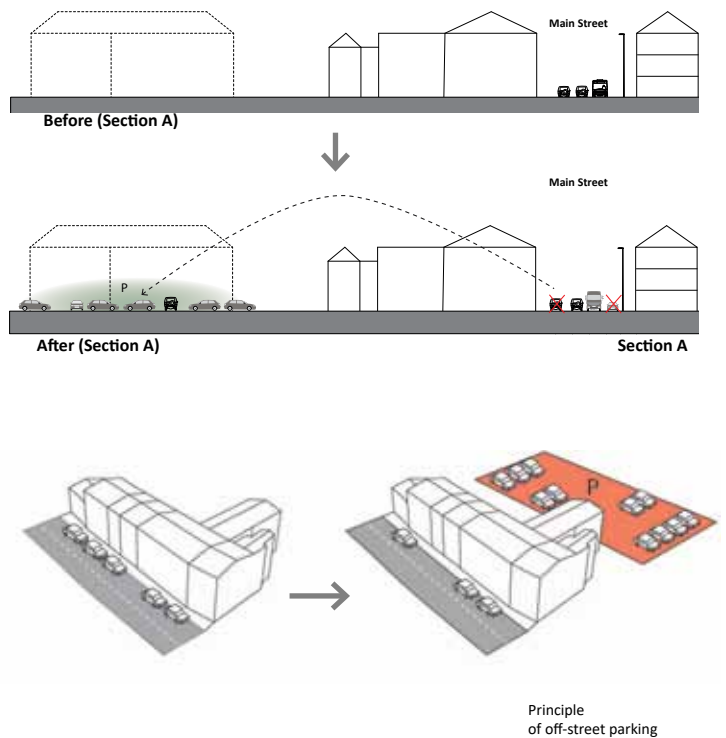 Main Street
Before (Section A)
Main Street
P
After (Section A)
Section A
P
Principle
of off-street parking